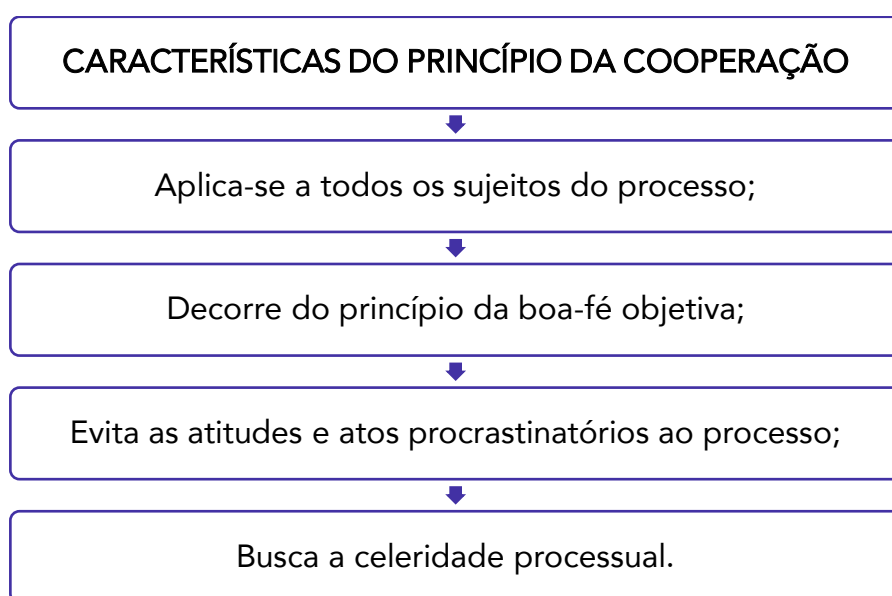 CARACTERÍSTICAS DO PRINCÍPIO DA COOPERAÇÃO
Aplica-se a todos os sujeitos do processo;
Decorre do princípio da boa-fé objetiva;
Evita as atitudes e atos procrastinatórios ao processo;
Busca a celeridade processual.